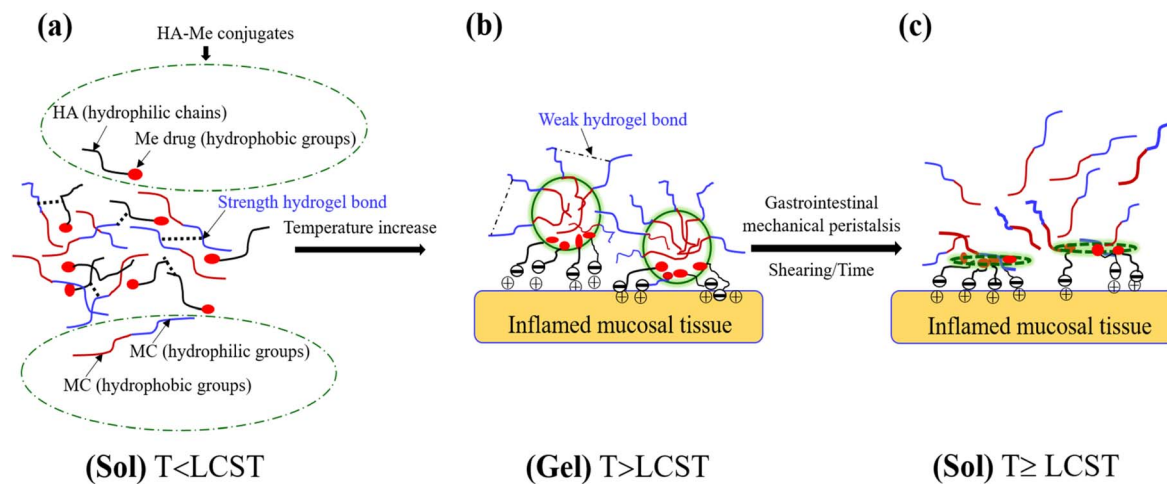 (a)
HA-Me conjugates
HA (hydrophilic chains)
Me drug (hydrophobic groups)
Strength hydrogel bond
MC (hydrophilic groups)
MC (hydrophobic groups)
(Sol) T<LCST
Temperature increase
(b)
Weak hydrogel bond
Inflamed mucosal tissue
(Gel) T>LCST
Gastrointestinal
mechanical peristalsis
Shearing/Time
(c)
Inflamed mucosal tissue
(Sol) T≥ LCST